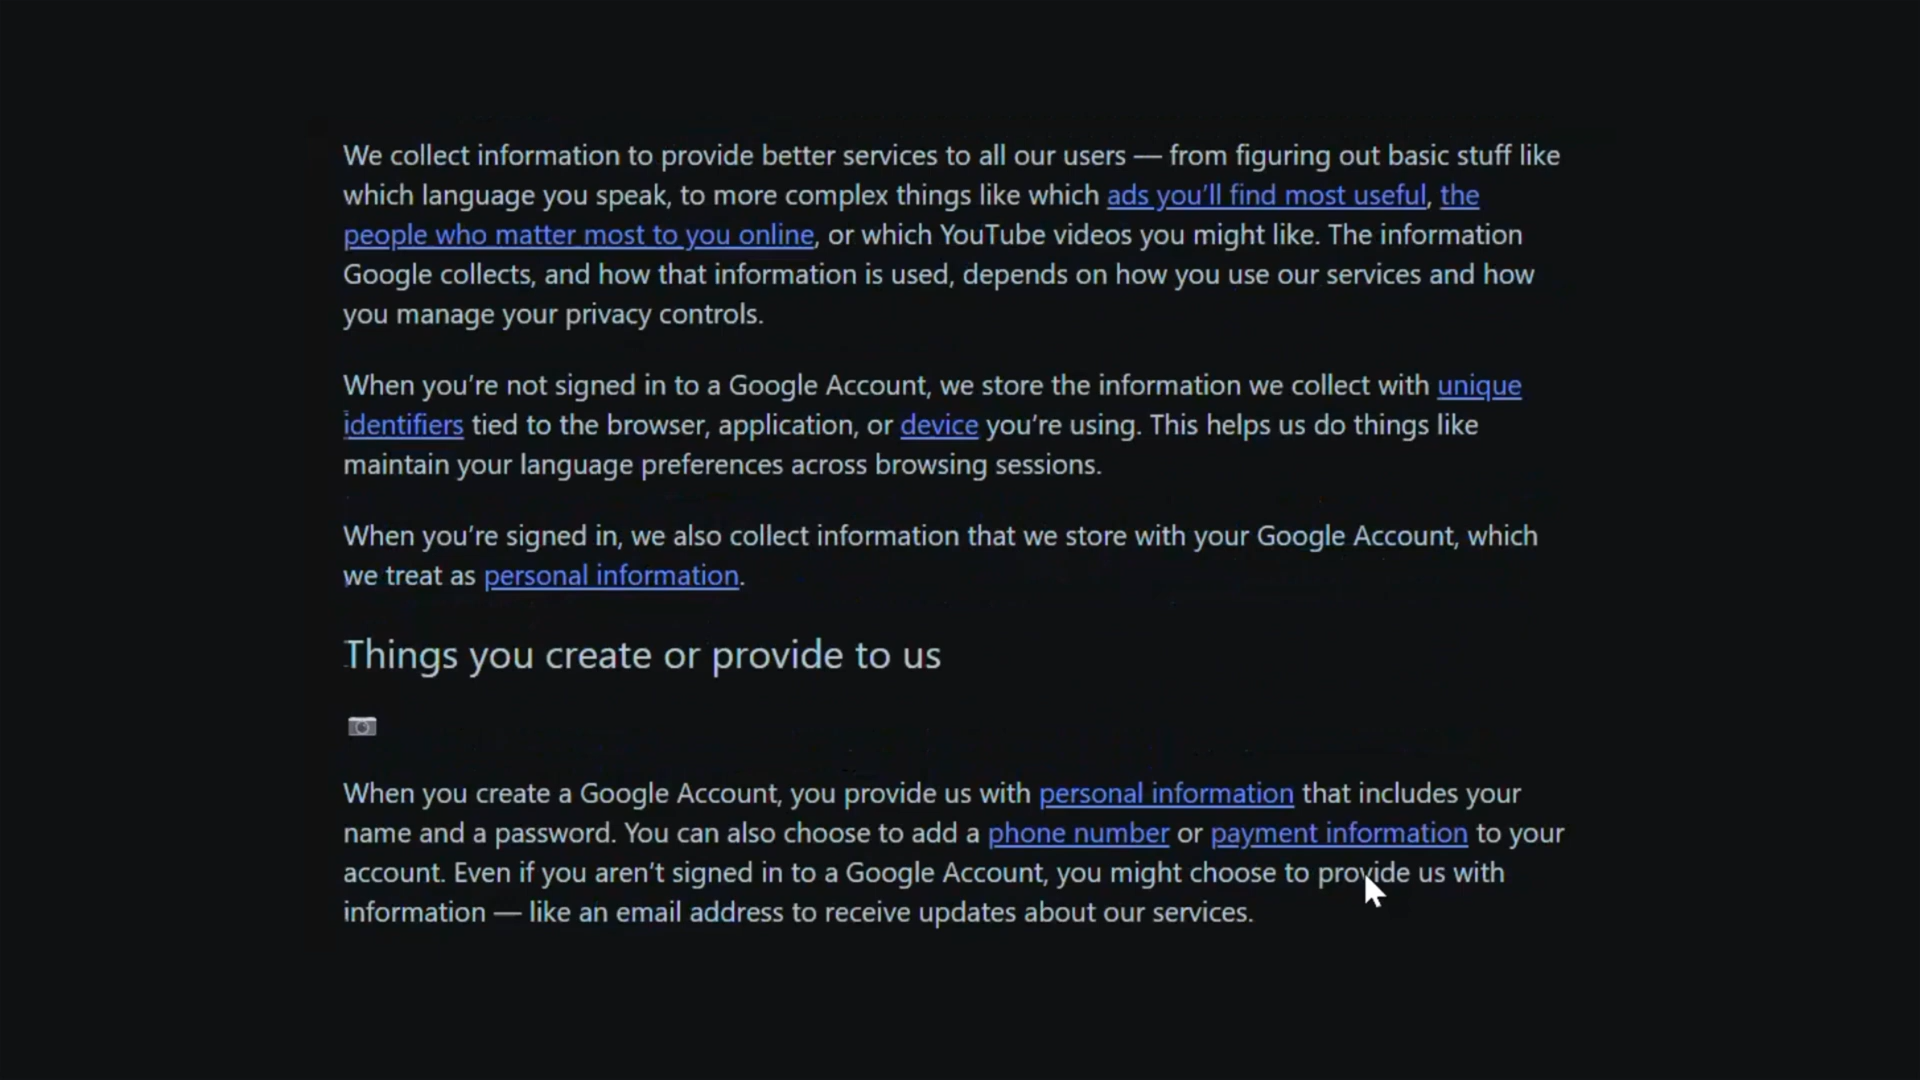 We collect information to provide better services to all our users — from figuring out basic stuff like
which language you speak, to more complex things like which ads you’ll find most useful, the
people who matter most to you online, or which YouTube videos you might like. The information
Google collects, and how that information is used, depends on how you use our services and how
you manage your privacy controls.
When you’re not signed in to a Google Account, we store the information we collect with unique
identifiers tied to the browser, application, or device you’re using. This helps us do things like
maintain your language preferences across browsing sessions.
When you’re signed in, we also collect information that we store with your Google Account, which
we treat as personal information.
Things you create or provide to us
When you create a Google Account, you provide us with personal information that includes your
name and a password. You can also choose to add a phone number or payment information to your
account. Even if you aren’t signed in to a Google Account, you might choose to provide us with
information — like an email address to receive updates about our services.